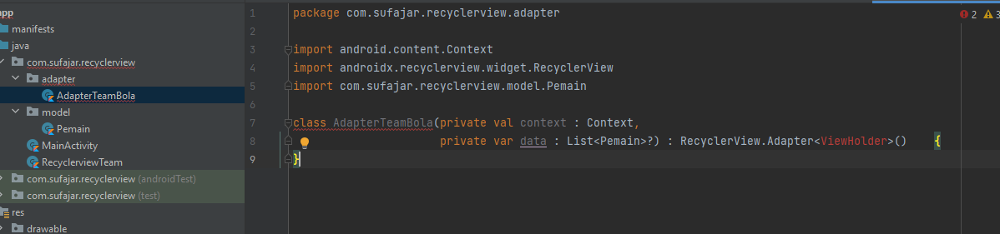 app
manifests
java
com.sufajar.recyclerview
adapter
AdapterTeamBola
model
Pemain
MainActivity
RecyclerviewTeam
com.sufajar.recyclerview (androidTest)
com.sufajar.recyclerview (test)
res
drawable
1 package com.sufajar.recyclerview.adapter
2
3 import android.content.Context
4 import androidx.recyclerview.widget.RecyclerView
5 import com.sufajar.recyclerview.model.Pemain
6
7 class AdapterTeamBola(private val context : Context,
8 private var data : List<Pemain>?) : RecyclerView.Adapter<ViewHolder>() {
9 }
2 3